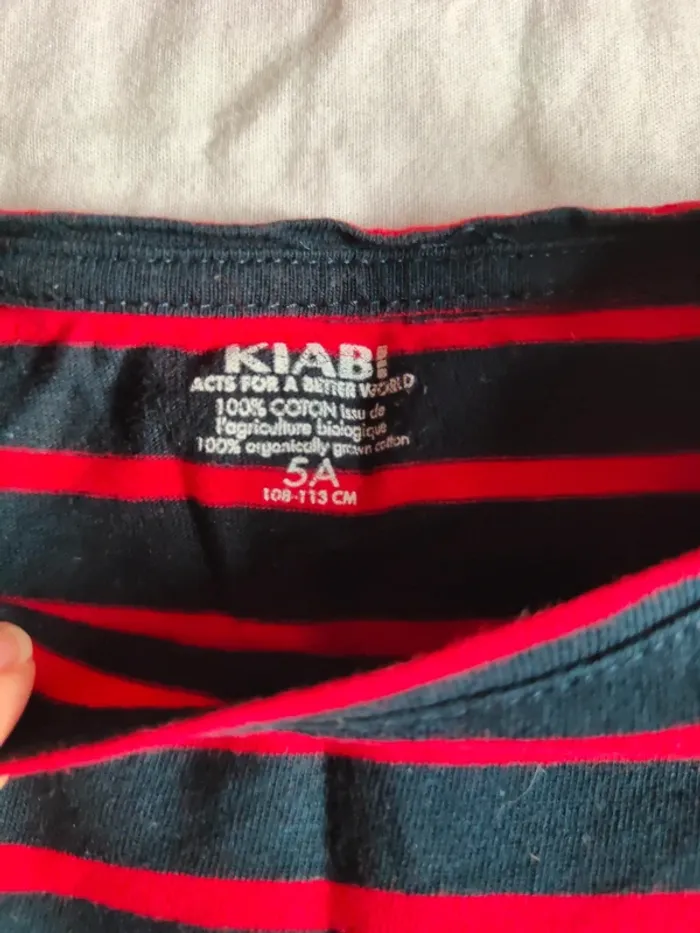 KIABI
ACTS FOR A BETTER WORLD
100% COTON issu de
l'agriculture biologique
100% organically grown cotton
5A
108-113 CM